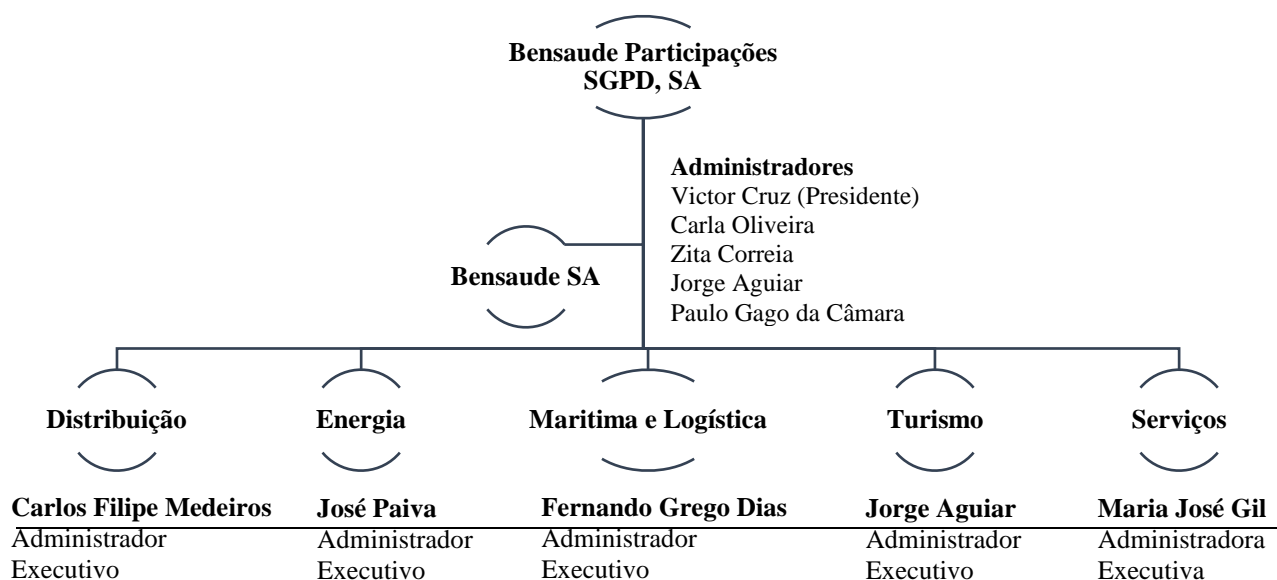 Bensaude Participações
SGPD, SA
Administradores
Victor Cruz (Presidente)
Carla Oliveira
Zita Correia
Jorge Aguiar
Paulo Gago da Câmara
Bensaude SA
Distribuição
Energia
Maritima e Logística
Turismo
Serviços
Carlos Filipe Medeiros
Administrador
Executivo
José Paiva
Administrador
Executivo
Fernando Grego Dias
Administrador
Executivo
Jorge Aguiar
Administrador
Executivo
Maria José Gil
Administradora
Executiva